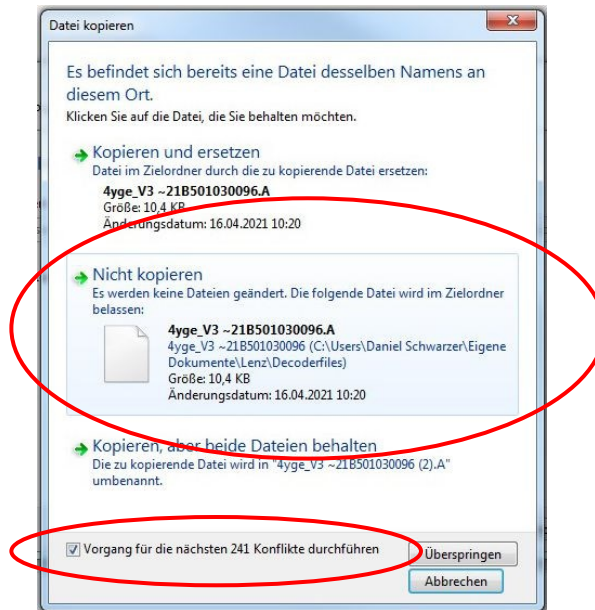 Datei kopieren
Es befindet sich bereits eine Datei desselben Namens an
diesem Ort.
Klicken Sie auf die Datei, die Sie behalten möchten.
Kopieren und ersetzen
Datei im Zielordner durch die zu kopierende Datei ersetzen:
4yge_V3 ~21B501030096.A
Größe: 10,4 KB
Änderungsdatum: 16.04.2021 10:20
Nicht kopieren
Es werden keine Dateien geändert. Die folgende Datei wird im Zielordner
belassen:
4yge_V3 ~21B501030096.A
4yge_V3 ~21B501030096 (C:\Users\Daniel Schwarzer\Eigene
Dokumente\Lenz\Decoderfiles)
Größe: 10,4 KB
Änderungsdatum: 16.04.2021 10:20
Kopieren, aber beide Dateien behalten
Die zu kopierende Datei wird in "4yge_V3 ~21B501030096 (2).A"
umbenannt.
Vorgang für die nächsten 241 Konflikte durchführen
Überspringen
Abbrechen